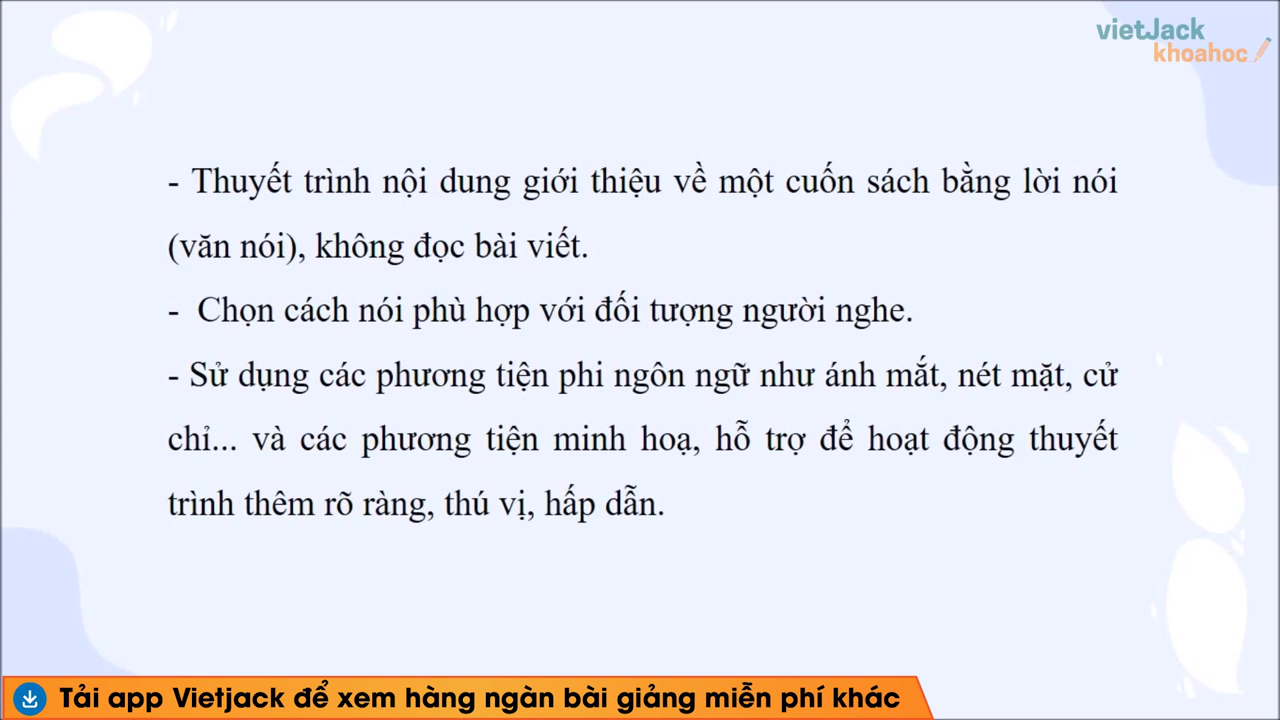 vietJack
khoahoc
- Thuyết trình nội dung giới thiệu về một cuốn sách bằng lời nói
(văn nói), không đọc bài viết.
- Chọn cách nói phù hợp với đối tượng người nghe.
- Sử dụng các phương tiện phi ngôn ngữ như ánh mắt, nét mặt, cử
chỉ... và các phương tiện minh hoạ, hỗ trợ để hoạt động thuyết
trình thêm rõ ràng, thú vị, hấp dẫn.
Tải app Vietjack để xem hàng ngàn bài giảng miễn phí khác